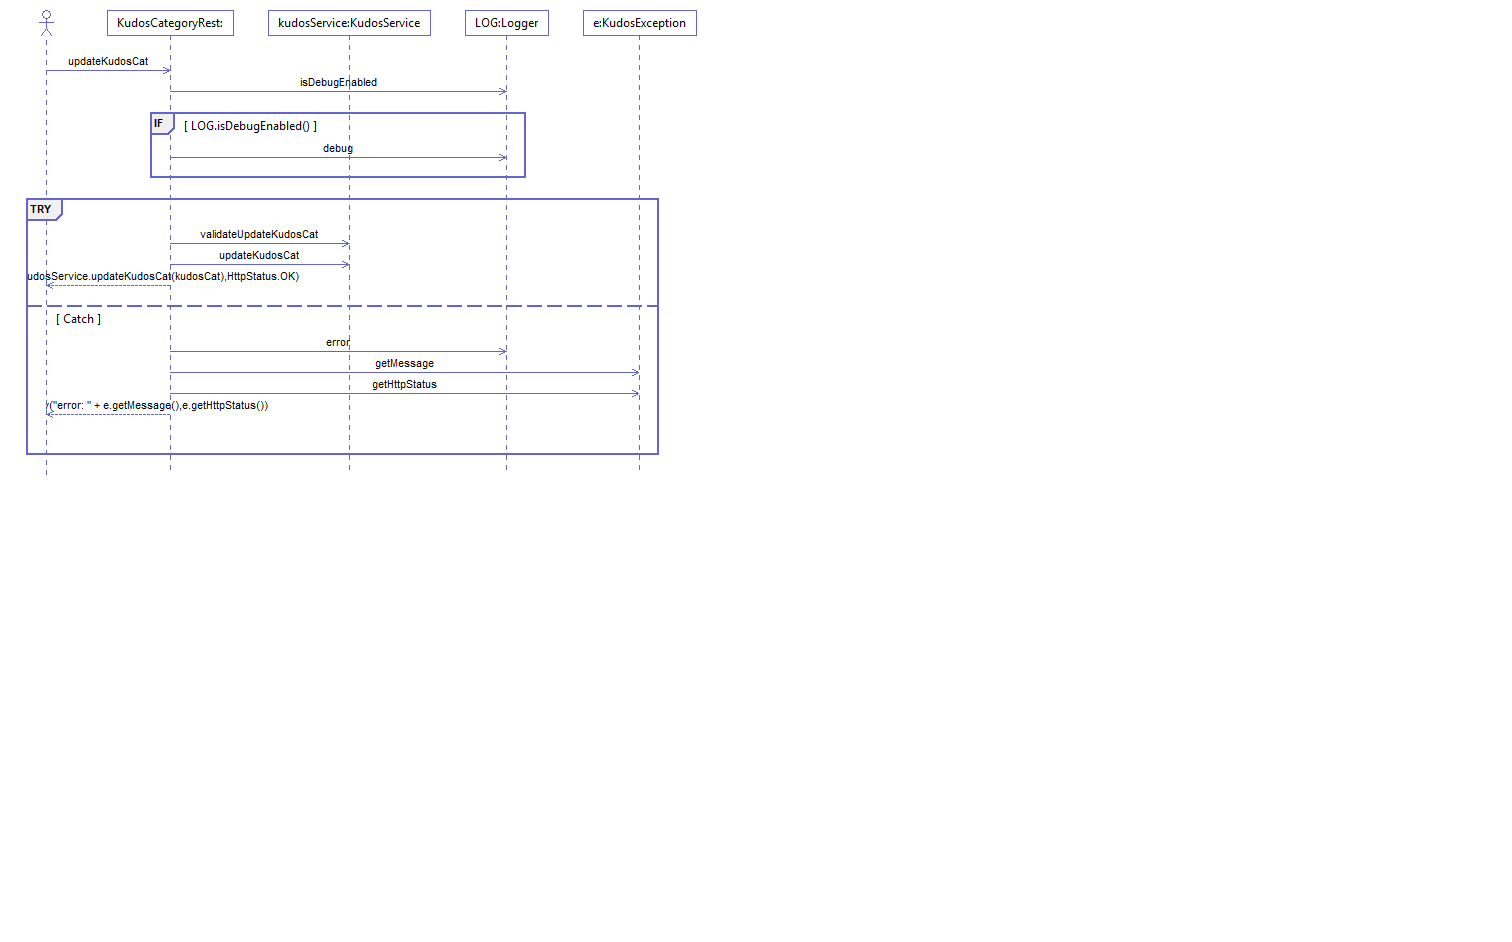 KudosCategoryRest:
kudosService:KudosService
LOG:Logger
e:KudosException
updateKudosCat
isDebugEnabled
IF
[ LOG.isDebugEnabled() ]
debug
TRY
validateUpdateKudosCat
updateKudosCat
udosService.updateKudosCat(kudosCat),HttpStatus.OK)
[ Catch ]
error
getMessage
getHttpStatus
("error: " + e.getMessage(),e.getHttpStatus())